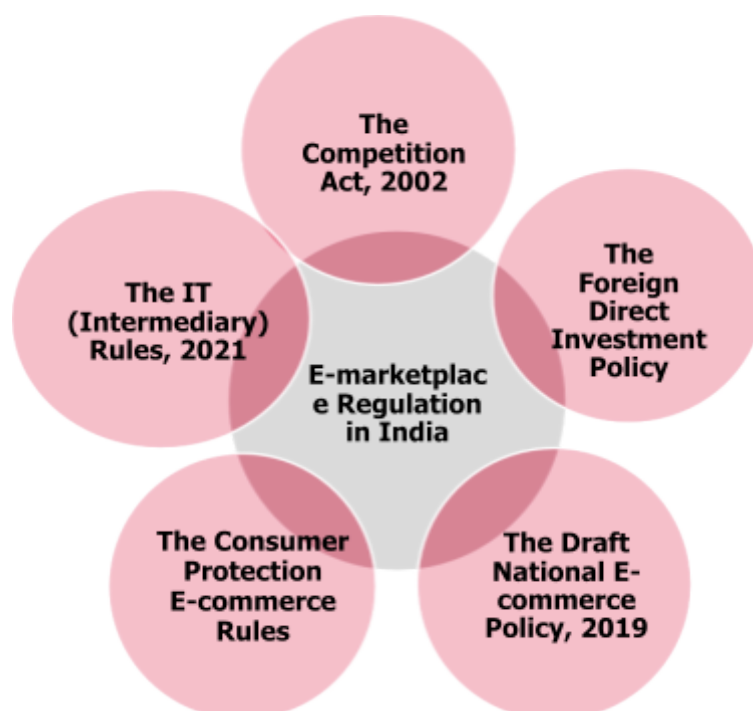 The
Competition
Act, 2002
The
Foreign
Direct
Investment
Policy
The IT
(Intermediary)
Rules, 2021
E-marketplac
e Regulation
in India
The Consumer
Protection
E-commerce
Rules
The Draft
National E-
commerce
Policy, 2019